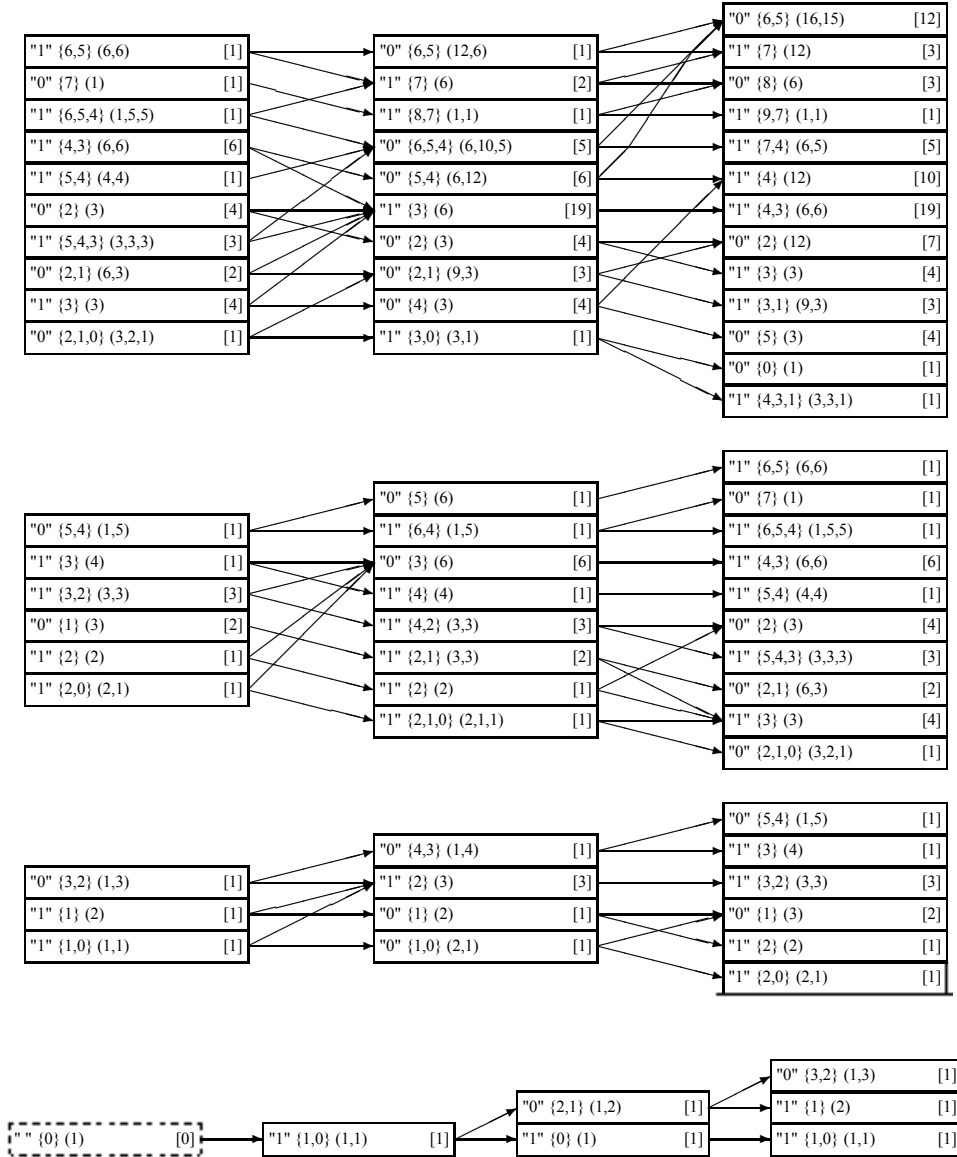 "0" {6,5} (16,15) [12]
"1" {6,5} (6,6) [1] "0" {6,5} (12,6) [1] "1" {7} (12) [3]
"0" {7} (1) [1] "1" {7} (6) [2] "0" {8} (6) [3]
"1" {6,5,4} (1,5,5) [1] "1" {8,7} (1,1) [1] "1" {9,7} (1,1) [1]
"1" {4,3} (6,6) [6] "0" {6,5,4} (6,10,5) [5] "1" {7,4} (6,5) [5]
"1" {5,4} (4,4) [1] "0" {5,4} (6,12) [6] "1" {4} (12) [10]
"0" {2} (3) [4] "1" {3} (6) [19] "1" {4,3} (6,6) [19]
"1" {5,4,3} (3,3,3) [3] "0" {2} (3) [4] "0" {2} (12) [7]
"0" {2,1} (6,3) [2] "0" {2,1} (9,3) [3] "1" {3} (3) [4]
"1" {3} (3) [4] "0" {4} (3) [4] "1" {3,1} (9,3) [3]
"0" {2,1,0} (3,2,1) [1] "1" {3,0} (3,1) [1] "0" {5} (3) [4]
"0" {0} (1) [1]
"1" {4,3,1} (3,3,1) [1]
"1" {6,5} (6,6) [1]
"0" {5} (6) [1] "0" {7} (1) [1]
"0" {5,4} (1,5) [1] "1" {6,4} (1,5) [1] "1" {6,5,4} (1,5,5) [1]
"1" {3} (4) [1] "0" {3} (6) [6] "1" {4,3} (6,6) [6]
"1" {3,2} (3,3) [3] "1" {4} (4) [1] "1" {5,4} (4,4) [1]
"0" {1} (3) [2] "1" {4,2} (3,3) [3] "0" {2} (3) [4]
"1" {2} (2) [1] "1" {2,1} (3,3) [2] "1" {5,4,3} (3,3,3) [3]
"1" {2,0} (2,1) [1] "1" {2} (2) [1] "0" {2,1} (6,3) [2]
"1" {2,1,0} (2,1,1) [1] "1" {3} (3) [4]
"0" {2,1,0} (3,2,1) [1]
"0" {5,4} (1,5) [1]
"0" {4,3} (1,4) [1] "1" {3} (4) [1]
"0" {3,2} (1,3) [1] "1" {2} (3) [3] "1" {3,2} (3,3) [3]
"1" {1} (2) [1] "0" {1} (2) [1] "0" {1} (3) [2]
"1" {1,0} (1,1) [1] "0" {1,0} (2,1) [1] "1" {2} (2) [1]
"1" {2,0} (2,1) [1]
"0" {3,2} (1,3) [1]
"0" {2,1} (1,2) [1] "1" {1} (2) [1]
" " {0} (1) [0] "1" {1,0} (1,1) [1] "1" {0} (1) [1] "1" {1,0} (1,1) [1]